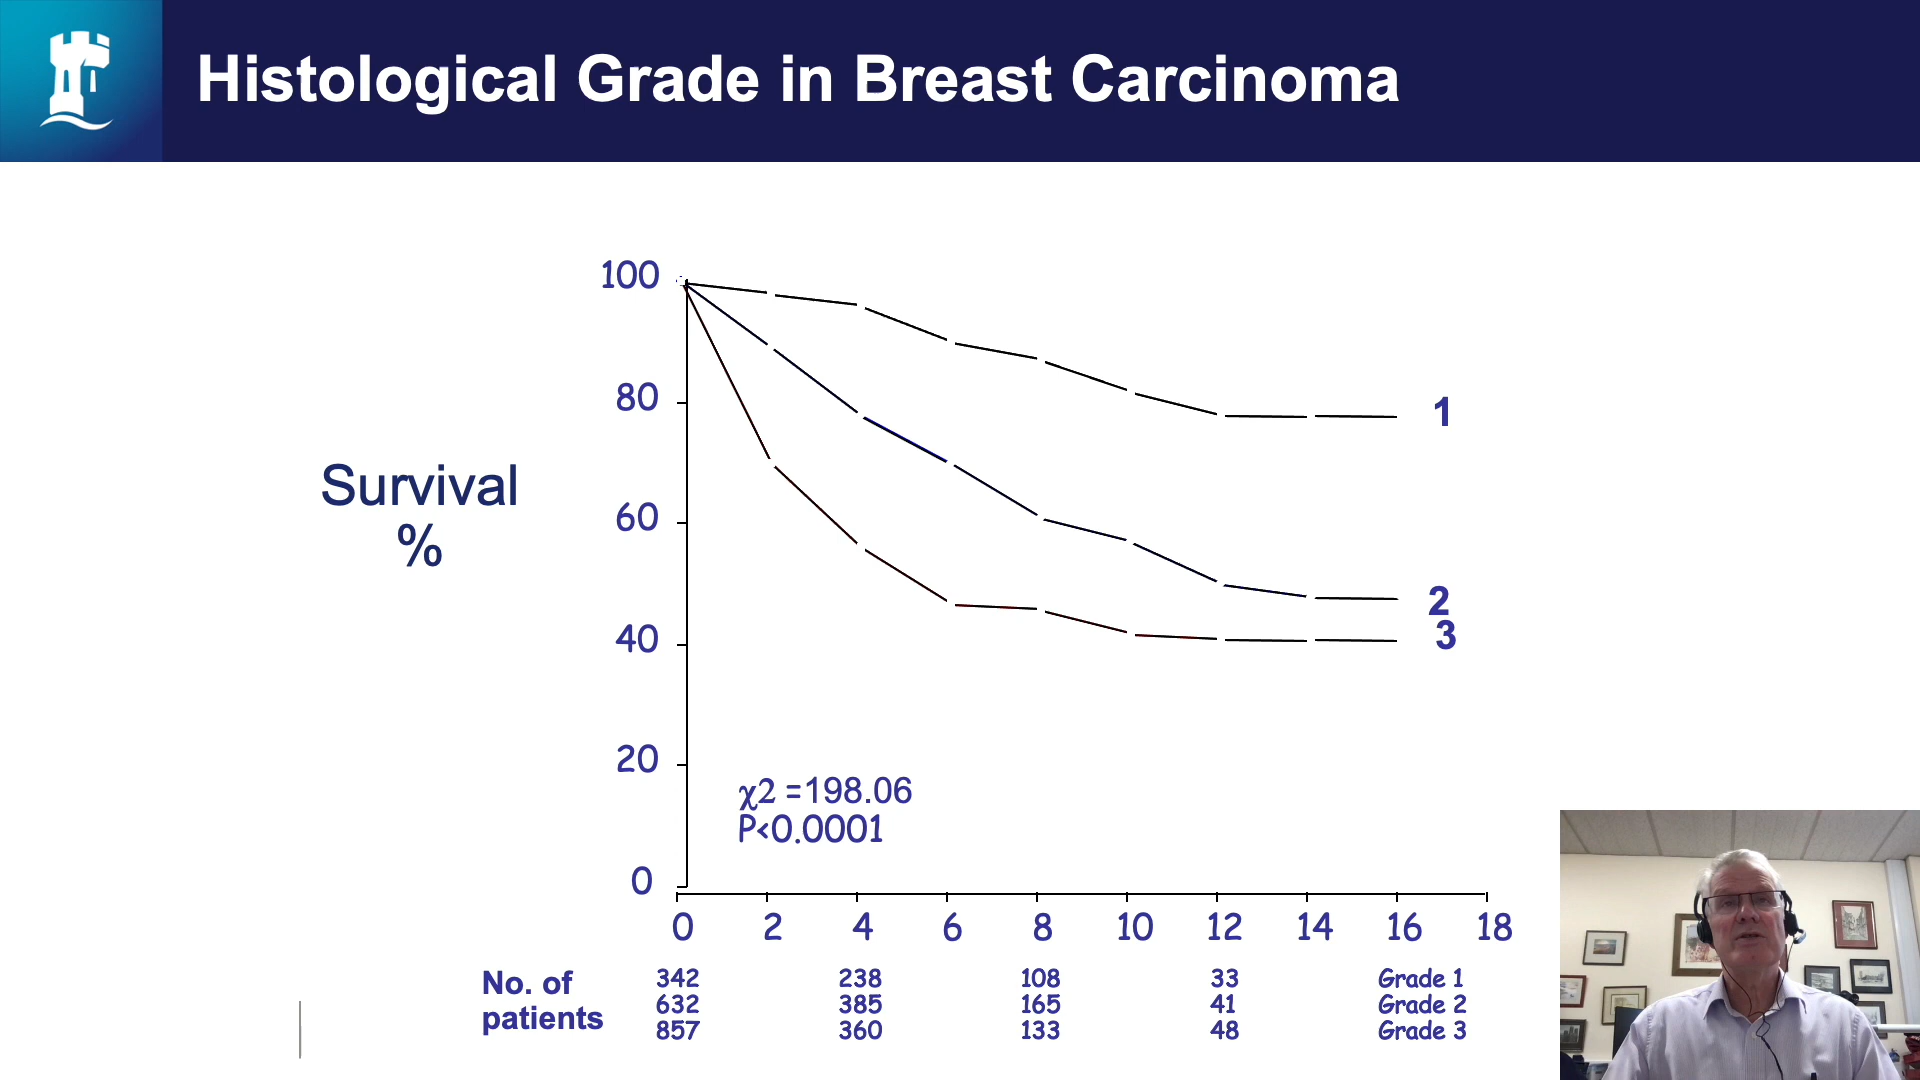 Histological Grade in Breast Carcinoma
100
80
60
40
20
0
Survival
%
1
2
3
χ2 =198.06
P<0.0001
0 2 4 6 8 10 12 14 16 18
No. of
patients
342 238 108 33 Grade 1
632 385 165 41 Grade 2
857 360 133 48 Grade 3